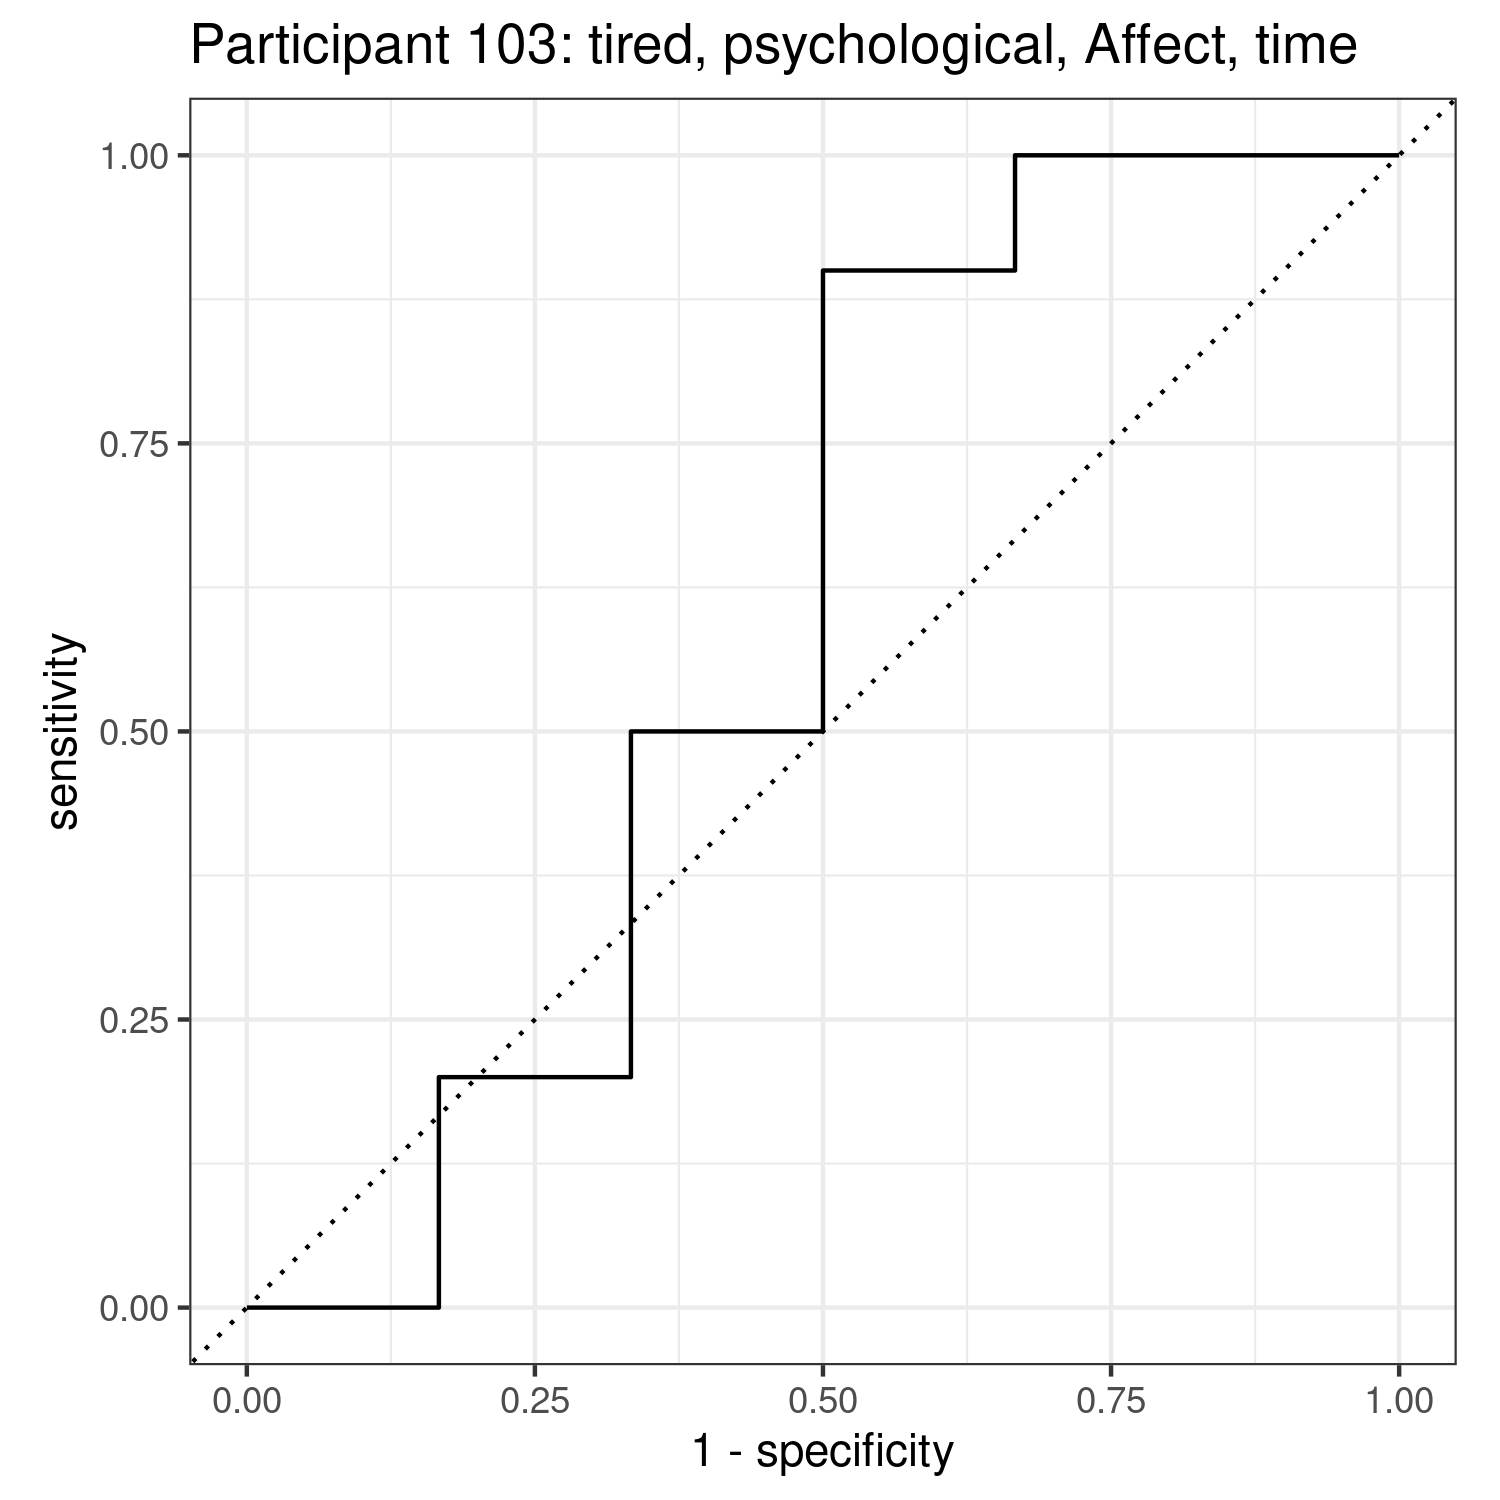 Participant 103: tired, psychological, Affect, time
1.00
0.75
0.50
0.25
0.00
sensitivity
0.00 0.25 0.50 0.75 1.00
1 - specificity